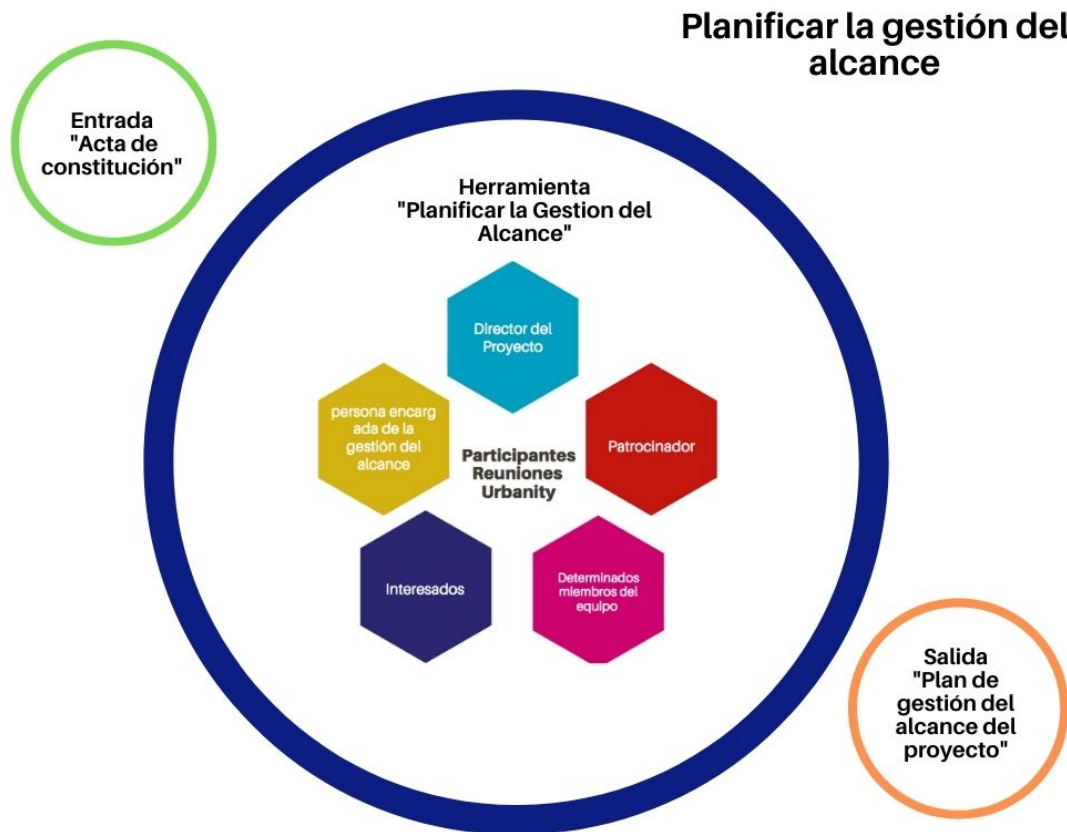 Planificar la gestión del
alcance
Entrada
"Acta de
constitución"
Herramienta
"Planificar la Gestion del
Alcance"
Director del
Proyecto
persona encarg
ada de la
gestión del
alcance
Patrocinador
Participantes
Reuniones
Urbanity
Interesados
Determinados
miembros del
equipo
Salida
"Plan de
gestión del
alcance del
proyecto"